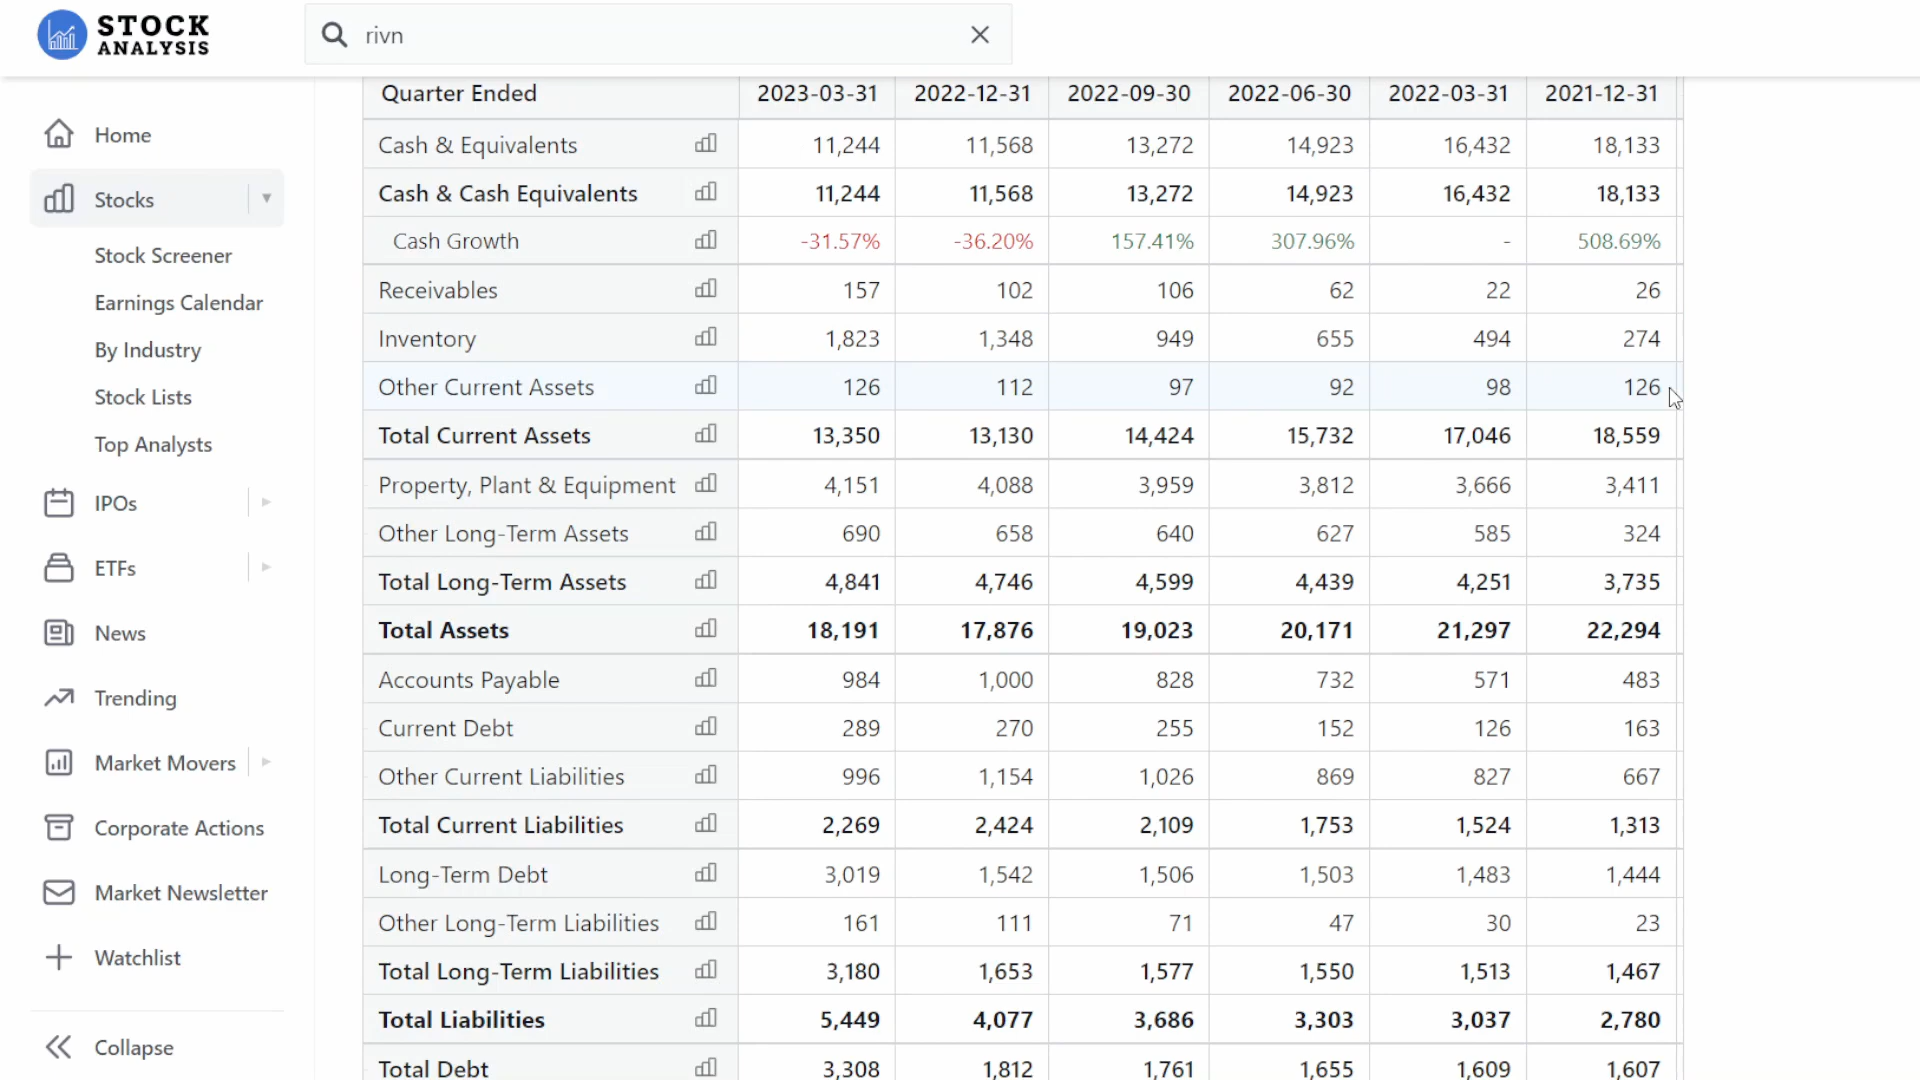 STOCK
ANALYSIS
rivn
Home
Stocks
Stock Screener
Earnings Calendar
By Industry
Stock Lists
Top Analysts
IPOs
ETFs
News
Trending
Market Movers
Corporate Actions
Market Newsletter
Watchlist
Collapse
Quarter Ended 2023-03-31 2022-12-31 2022-09-30 2022-06-30 2022-03-31 2021-12-31
Cash & Equivalents 11,244 11,568 13,272 14,923 16,432 18,133
Cash & Cash Equivalents 11,244 11,568 13,272 14,923 16,432 18,133
Cash Growth -31.57% -36.20% 157.41% 307.96% - 508.69%
Receivables 157 102 106 62 22 26
Inventory 1,823 1,348 949 655 494 274
Other Current Assets 126 112 97 92 98 126
Total Current Assets 13,350 13,130 14,424 15,732 17,046 18,559
Property, Plant & Equipment 4,151 4,088 3,959 3,812 3,666 3,411
Other Long-Term Assets 690 658 640 627 585 324
Total Long-Term Assets 4,841 4,746 4,599 4,439 4,251 3,735
Total Assets 18,191 17,876 19,023 20,171 21,297 22,294
Accounts Payable 984 1,000 828 732 571 483
Current Debt 289 270 255 152 126 163
Other Current Liabilities 996 1,154 1,026 869 827 667
Total Current Liabilities 2,269 2,424 2,109 1,753 1,524 1,313
Long-Term Debt 3,019 1,542 1,506 1,503 1,483 1,444
Other Long-Term Liabilities 161 111 71 47 30 23
Total Long-Term Liabilities 3,180 1,653 1,577 1,550 1,513 1,467
Total Liabilities 5,449 4,077 3,686 3,303 3,037 2,780
Total Debt 3,308 1,812 1,761 1,655 1,609 1,607